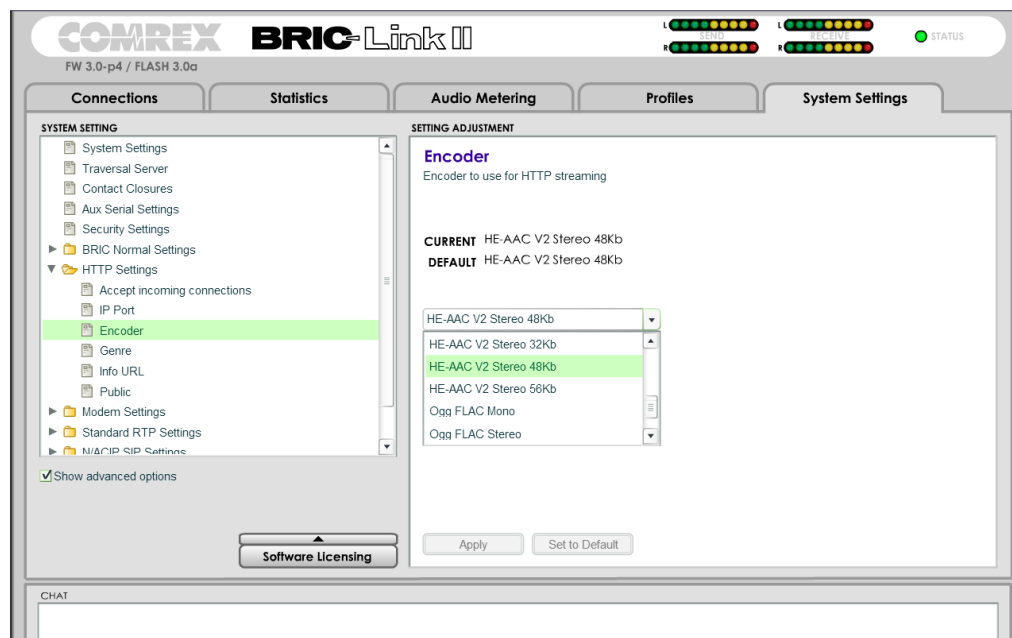 COMREX BRIC-Link II
L SEND R
L RECEIVE R
STATUS
FW 3.0-p4 / FLASH 3.0a
Connections
Statistics
Audio Metering
Profiles
System Settings
SYSTEM SETTING
System Settings
Traversal Server
Contact Closures
Aux Serial Settings
Security Settings
BRIC Normal Settings
HTTP Settings
Accept incoming connections
IP Port
Encoder
Genre
Info URL
Public
Modem Settings
Standard RTP Settings
N/ACIP SIP Settings
Show advanced options
Software Licensing
SETTING ADJUSTMENT
Encoder
Encoder to use for HTTP streaming
CURRENT HE-AAC V2 Stereo 48Kb
DEFAULT HE-AAC V2 Stereo 48Kb
HE-AAC V2 Stereo 48Kb
HE-AAC V2 Stereo 32Kb
HE-AAC V2 Stereo 48Kb
HE-AAC V2 Stereo 56Kb
Ogg FLAC Mono
Ogg FLAC Stereo
Apply
Set to Default
CHAT